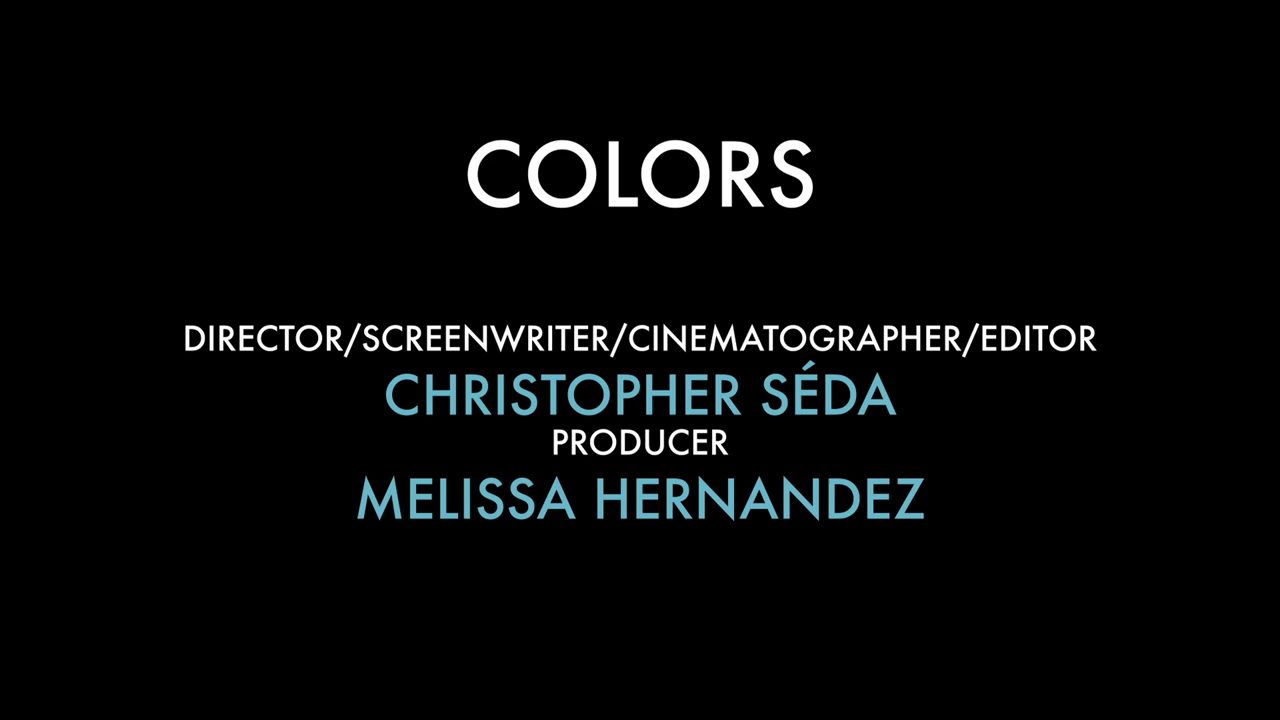 COLORS
DIRECTOR/SCREENWRITER/CINEMATOGRAPHER/EDITOR
CHRISTOPHER SÉDA
PRODUCER
MELISSA HERNANDEZ